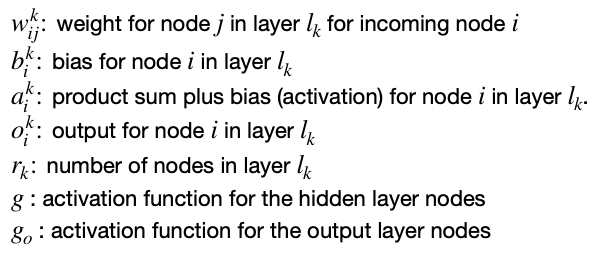 w_{ij}^k: weight for node j in layer l_k for incoming node i
b_i^k: bias for node i in layer l_k
a_i^k: product sum plus bias (activation) for node i in layer l_k.
o_i^k: output for node i in layer l_k
r_k: number of nodes in layer l_k
g : activation function for the hidden layer nodes
g_o : activation function for the output layer nodes